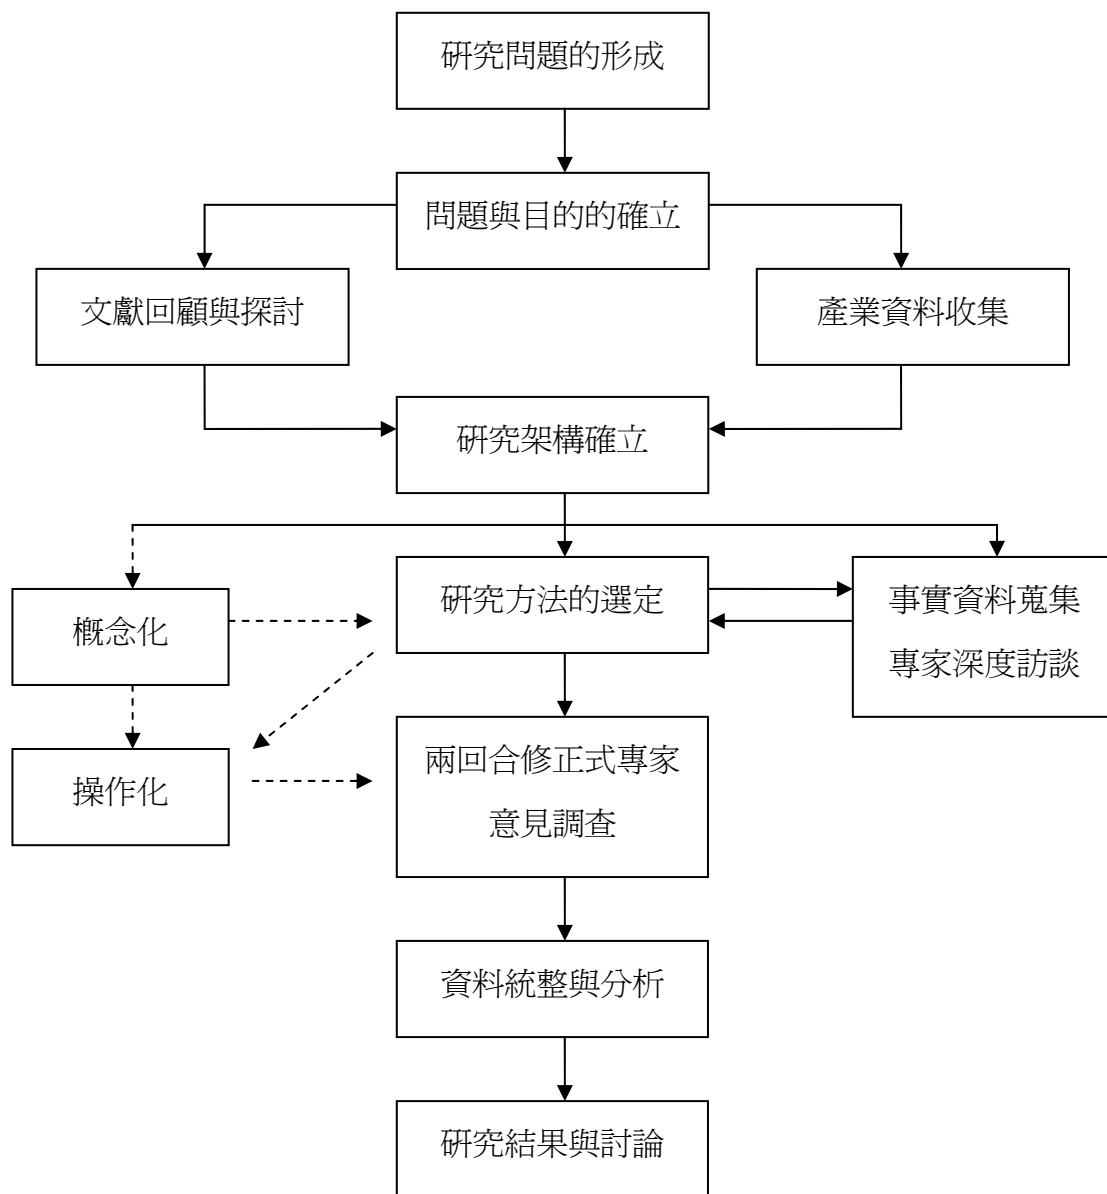 研究問題的形成
問題與目的的確立
文獻回顧與探討
產業資料收集
研究架構確立
概念化
研究方法的選定
事實資料蒐集
專家深度訪談
操作化
兩回合修正式專家
意見調查
資料統整與分析
研究結果與討論